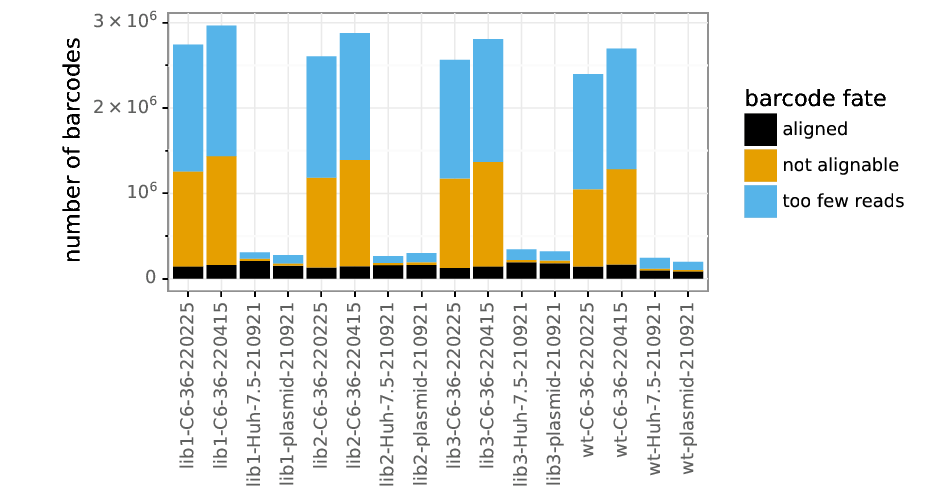 number of barcodes
3 × 10⁶
2 × 10⁶
10⁶
0
lib1-C6-36-220225
lib1-C6-36-220415
lib1-Huh-7.5-210921
lib1-plasmid-210921
lib2-C6-36-220225
lib2-C6-36-220415
lib2-Huh-7.5-210921
lib2-plasmid-210921
lib3-C6-36-220225
lib3-C6-36-220415
lib3-Huh-7.5-210921
lib3-plasmid-210921
wt-C6-36-220225
wt-C6-36-220415
wt-Huh-7.5-210921
wt-plasmid-210921
barcode fate
aligned
not alignable
too few reads